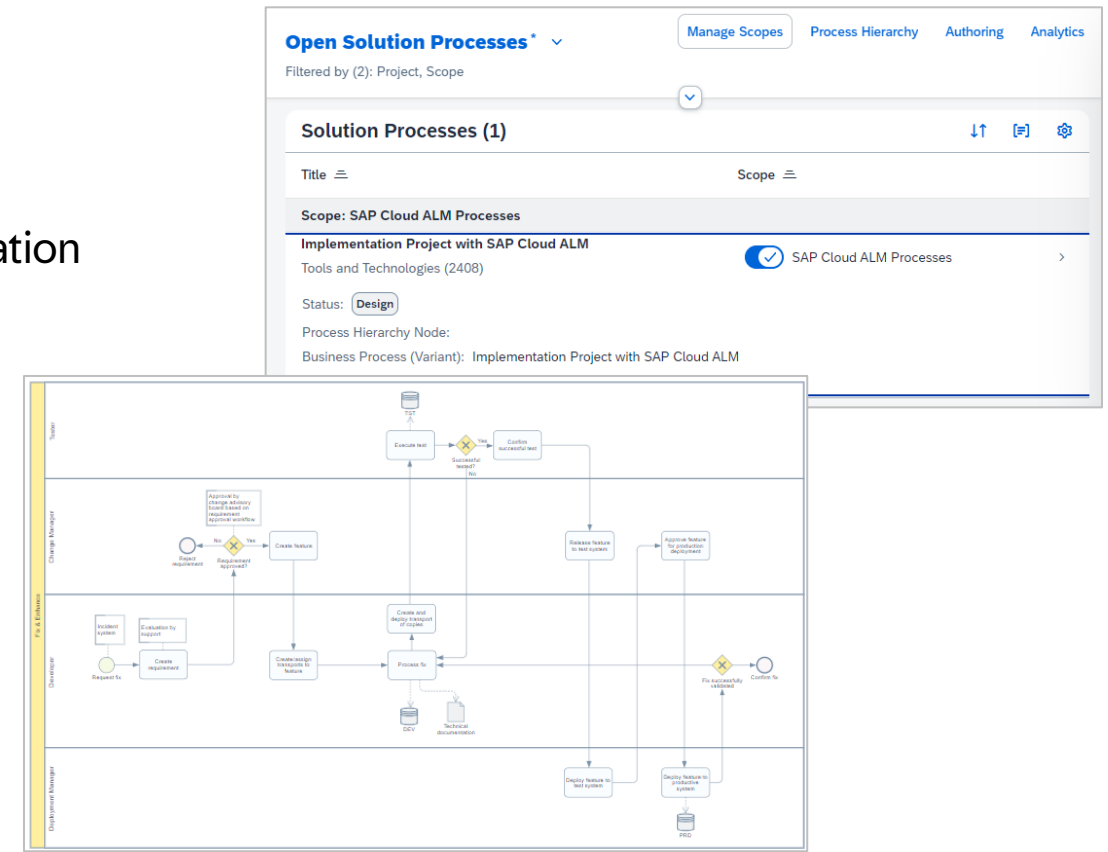 Open Solution Processes*
Manage Scopes
Process Hierarchy
Authoring
Analytics
Filtered by (2): Project, Scope
Solution Processes (1)
Title
Scope
Scope: SAP Cloud ALM Processes
Implementation Project with SAP Cloud ALM
SAP Cloud ALM Processes
Tools and Technologies (2408)
Status: Design
Process Hierarchy Node:
Business Process (Variant): Implementation Project with SAP Cloud ALM
ation
Fix & Enhance
Tester
TST
Execute test
Successful
tested?
Yes
No
Confirm
successful test
Change Manager
Approval by
change advisory
board based on
requirement
approval workflow
No
Yes
Reject
requirement
Requirement
approved?
Create feature
Release feature
to test system
Approve feature
for production
deployment
Developer
Incident
system
Evaluation by
support
Request fix
Create
requirement
Create/assign
transports to
feature
Create and
deploy transport
of copies
Process fix
DEV
Technical
documentation
Fix successfully
validated
Confirm fix
Deployment Manager
Deploy feature to
test system
Deploy feature to
productive
system
PRD